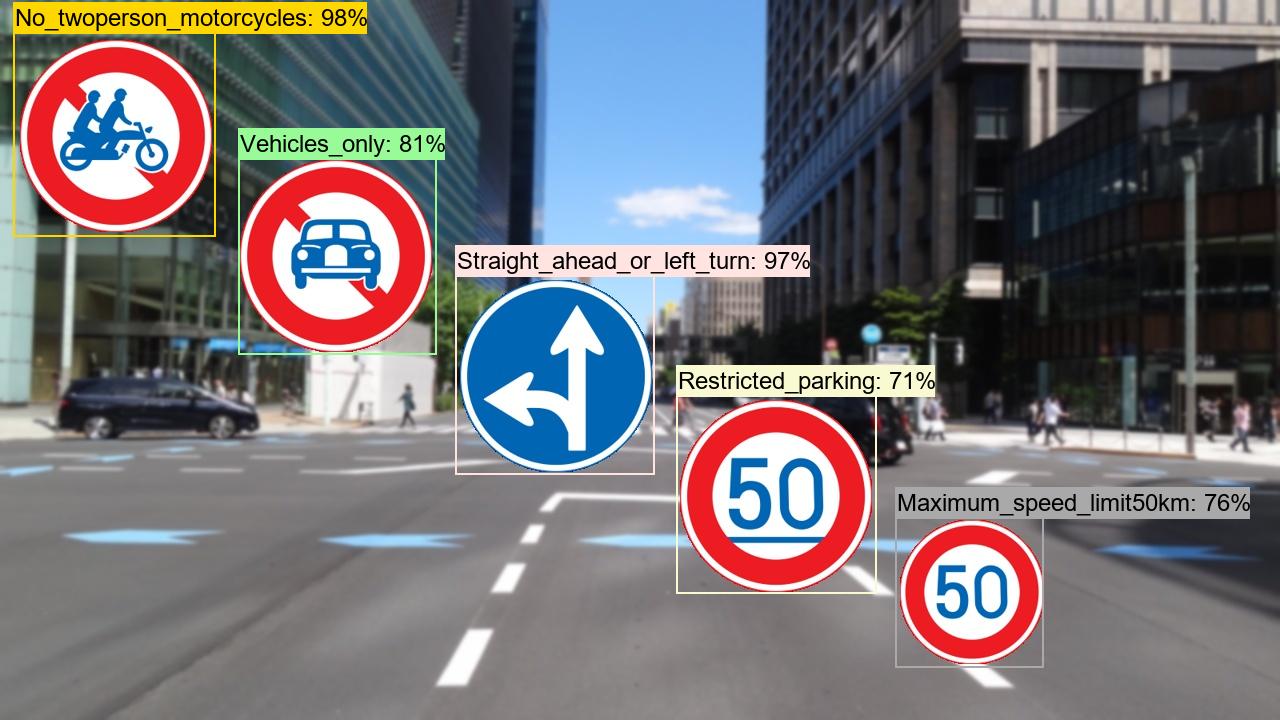 No_twoperson_motorcycles: 98%
Vehicles_only: 81%
Straight_ahead_or_left_turn: 97%
Restricted_parking: 71%
50
Maximum_speed_limit50km: 76%
50